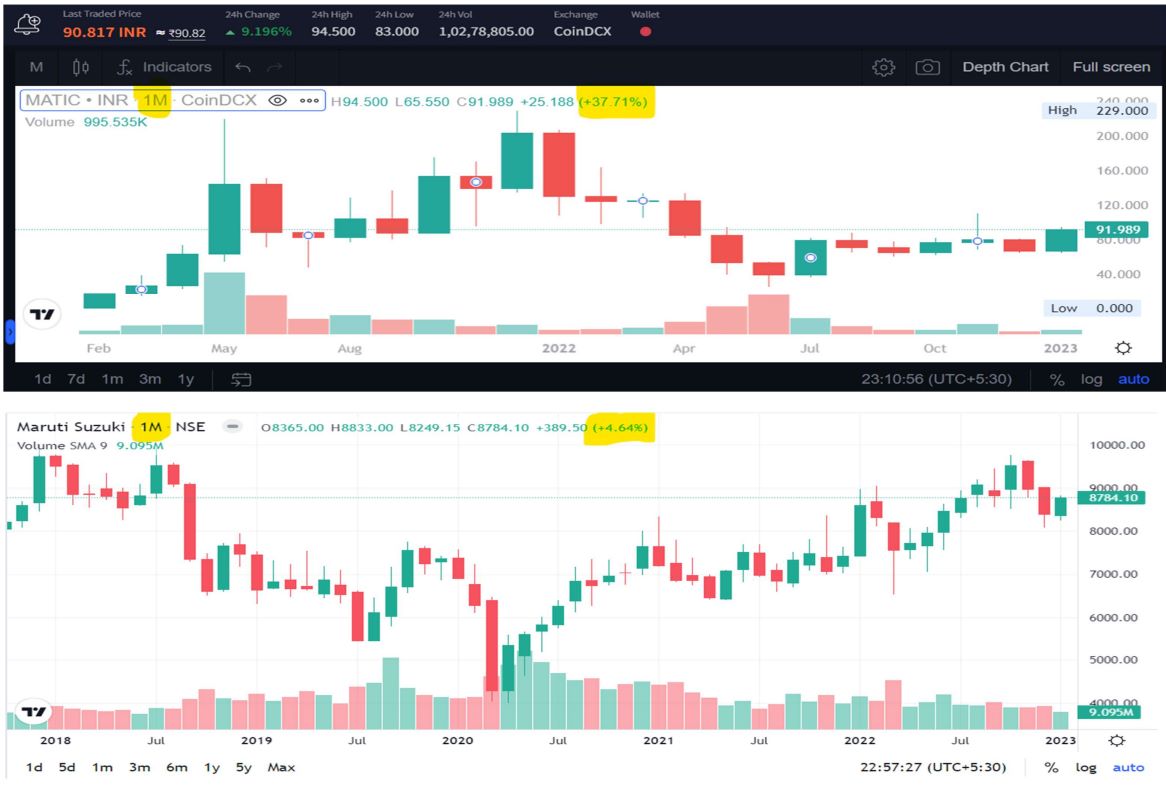 Last Traded Price 24h Change 24h High 24h Low 24h Vol Exchange Wallet
90.817 INR ≈ ₹90.82 9.196% 94.500 83.000 1,02,78,805.00 CoinDCX
M Indicators Depth Chart Full screen
MATIC • INR 1M · CoinDCX H94.500 L65.550 C91.989 +25.188 (+37.71%)
Volume 995.535K
240.000
High 229.000
200.000
160.000
120.000
91.989
80.000
40.000
Low 0.000
Feb May Aug 2022 Apr Jul Oct 2023
1d 7d 1m 3m 1y 23:10:56 (UTC+5:30) % log auto
Maruti Suzuki · 1M · NSE O8365.00 H8833.00 L8249.15 C8784.10 +389.50 (+4.64%)
Volume SMA 9 9.095M
10000.00
9000.00
8784.10
8000.00
7000.00
6000.00
5000.00
4000.00
9.095M
2018 Jul 2019 Jul 2020 Jul 2021 Jul 2022 Jul 2023
1d 5d 1m 3m 6m 1y 5y Max 22:57:27 (UTC+5:30) % log auto